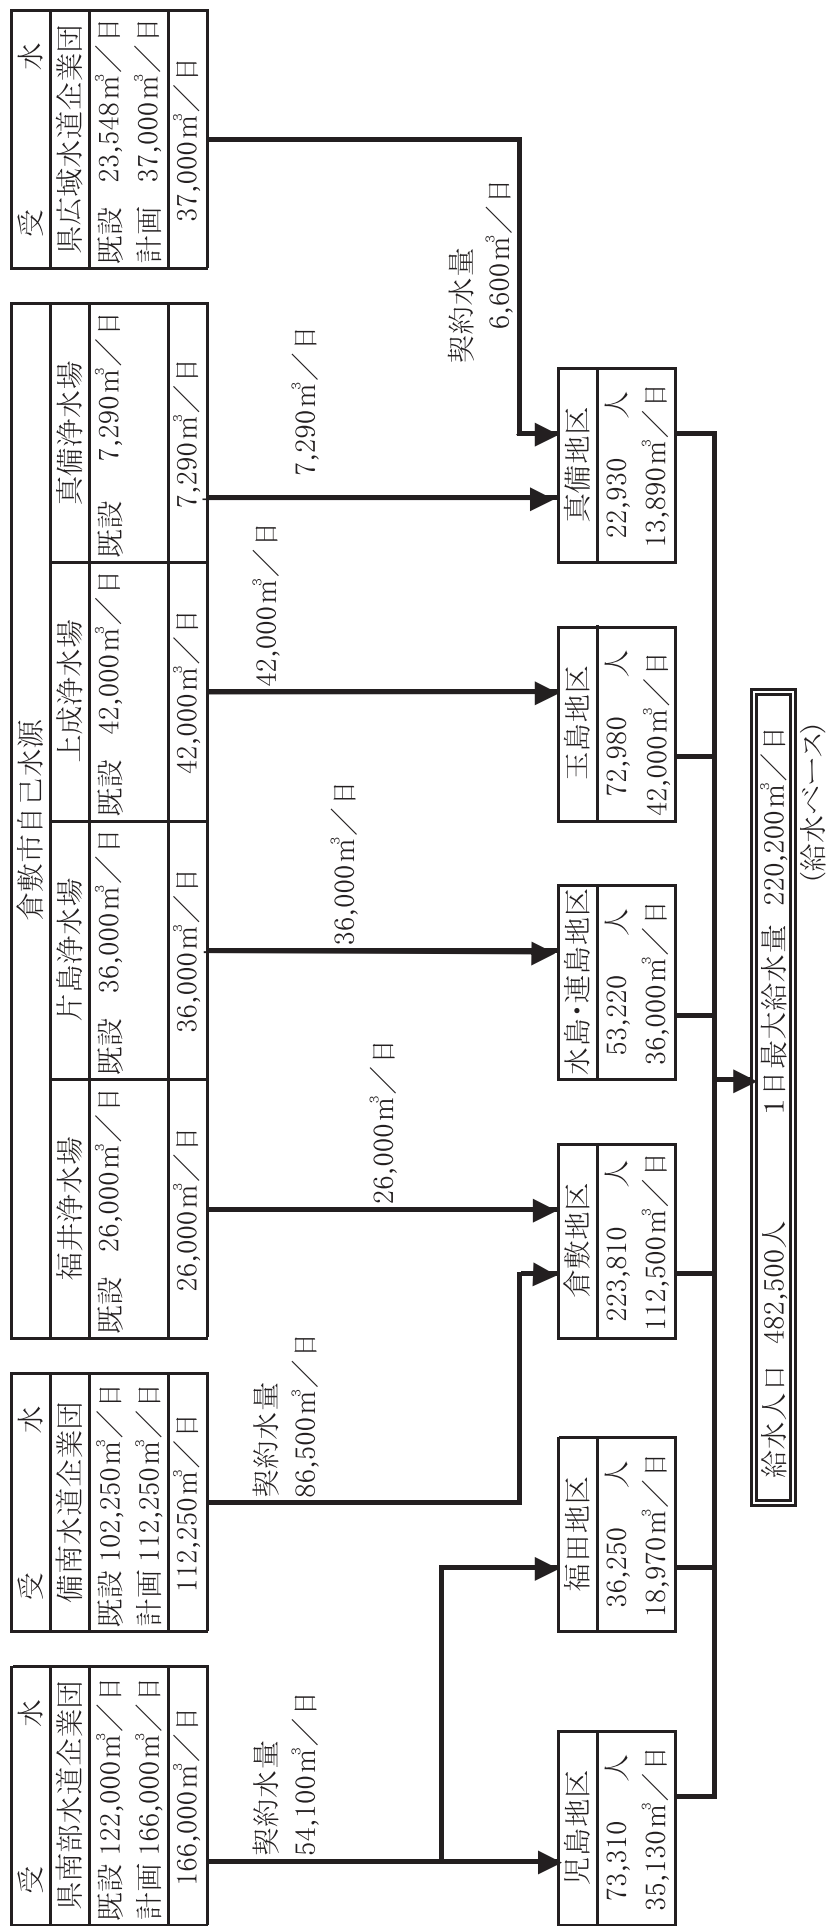 受 水
県南部水道企業団
既設 122,000㎥／日
計画 166,000㎥／日
166,000㎥／日
受 水
備南水道企業団
既設 102,250㎥／日
計画 112,250㎥／日
112,250㎥／日
倉敷市自己水源
福井浄水場
既設 26,000㎥／日
26,000㎥／日
片島浄水場
既設 36,000㎥／日
36,000㎥／日
上成浄水場
既設 42,000㎥／日
42,000㎥／日
真備浄水場
既設 7,290㎥／日
7,290㎥／日
受 水
県広域水道企業団
既設 23,548㎥／日
計画 37,000㎥／日
37,000㎥／日
契約水量
54,100㎥／日
契約水量
86,500㎥／日
26,000㎥／日
36,000㎥／日
42,000㎥／日
7,290㎥／日
契約水量
6,600㎥／日
児島地区
73,310 人
35,130㎥／日
福田地区
36,250 人
18,970㎥／日
倉敷地区
223,810 人
112,500㎥／日
水島・連島地区
53,220 人
36,000㎥／日
玉島地区
72,980 人
42,000㎥／日
真備地区
22,930 人
13,890㎥／日
給水人口 482,500人 1日最大給水量 220,200㎥／日
(給水ベース)